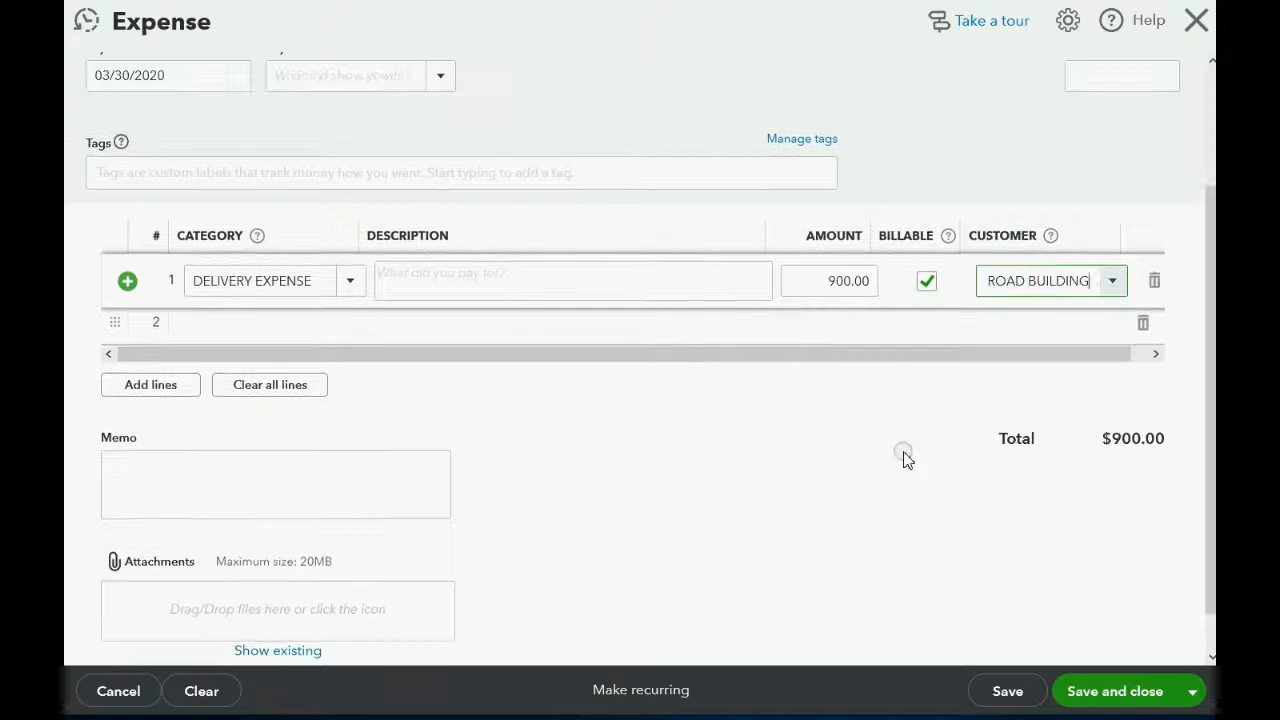 Expense
Take a tour
Help
03/30/2020
Tags
Manage tags
Tags are custom labels that track money how you want. Start typing to add a tag.
# CATEGORY DESCRIPTION AMOUNT BILLABLE CUSTOMER
1 DELIVERY EXPENSE What did you pay for? 900.00 ROAD BUILDING
2
Add lines Clear all lines
Memo
Total $900.00
Attachments Maximum size: 20MB
Drag/Drop files here or click the icon
Show existing
Cancel Clear Make recurring Save Save and close